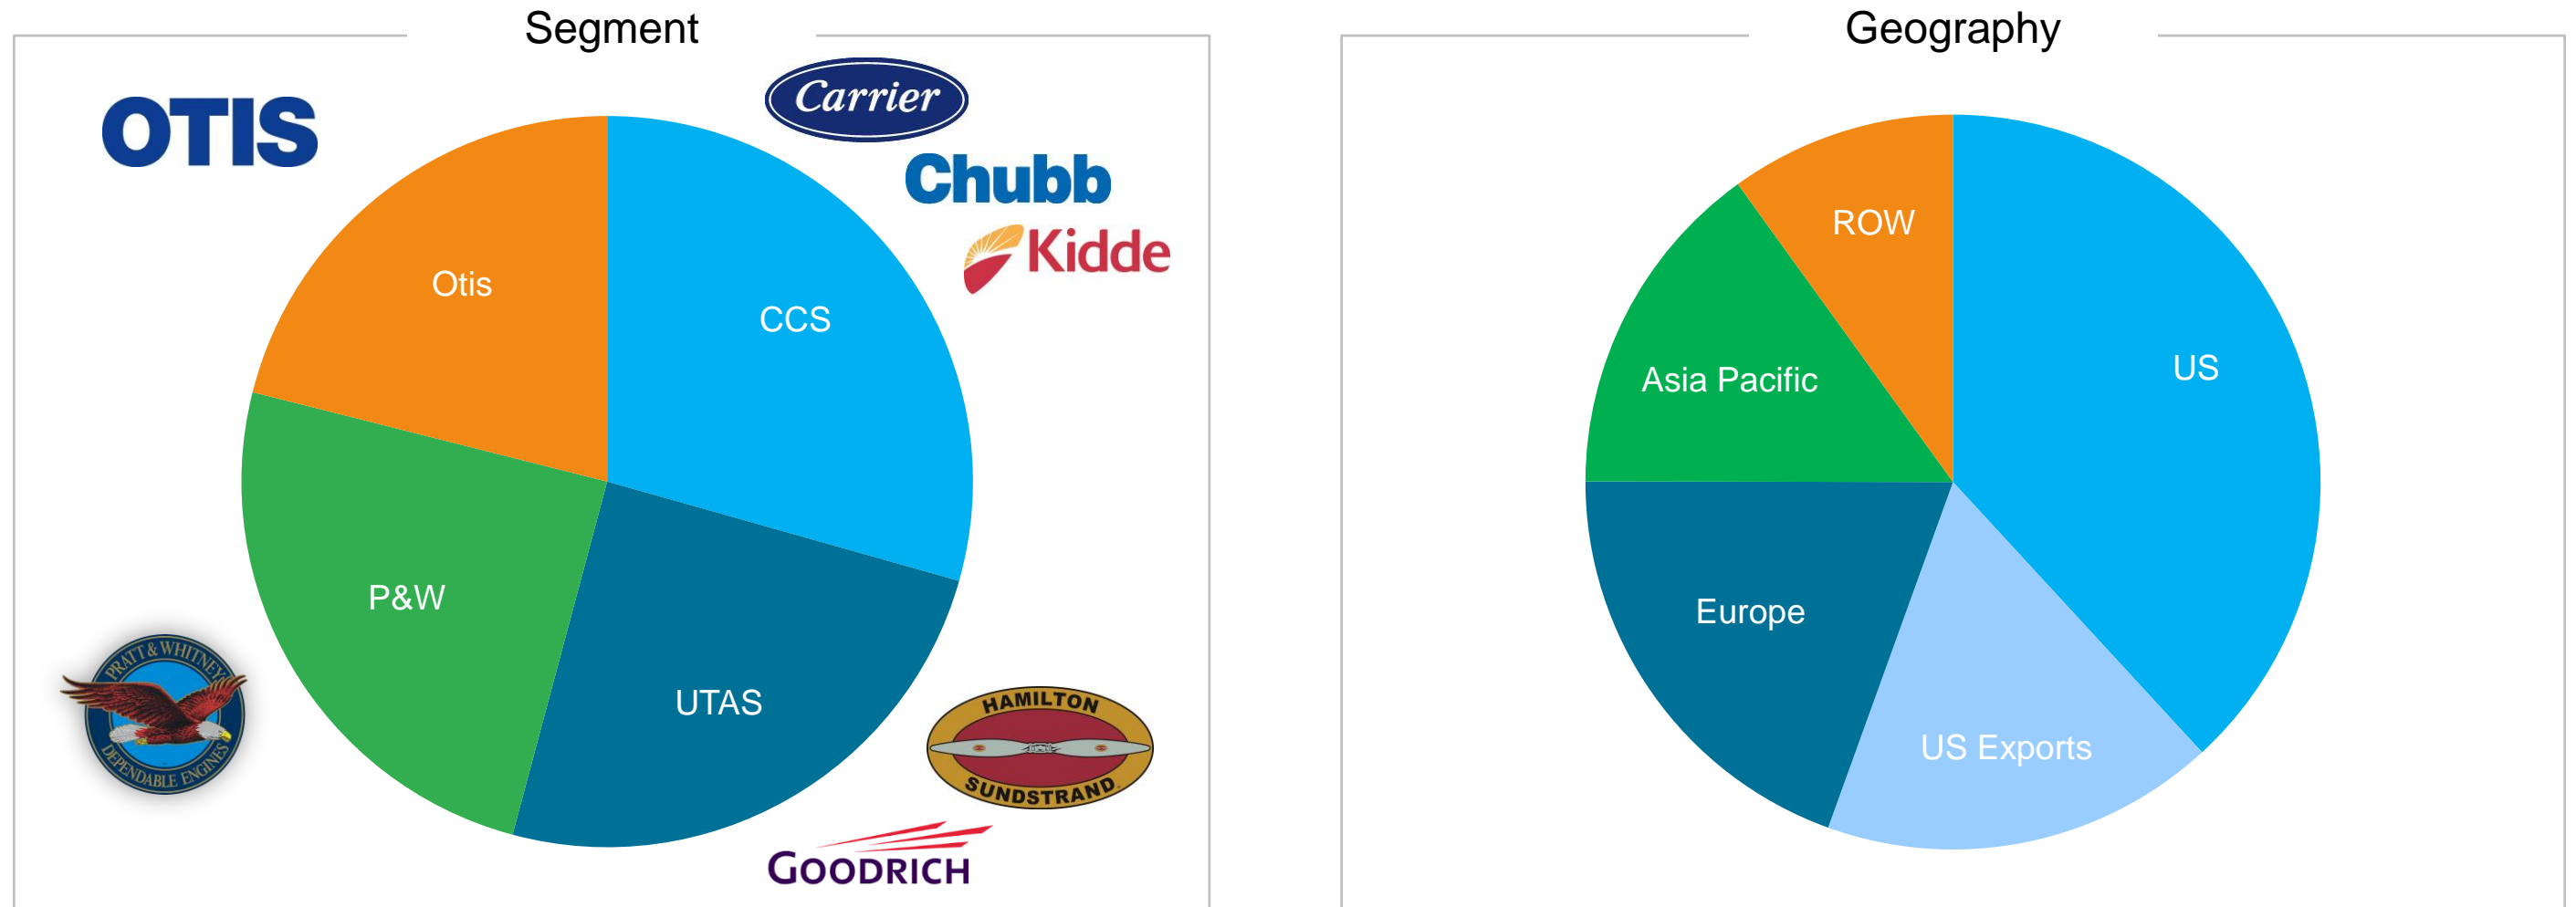 Segment
Geography
OTIS
Carrier
Chubb
Kidde
Otis
CCS
P&W
UTAS
PRATT & WHITNEY
DEPENDABLE ENGINES
HAMILTON
SUNDSTRAND
GOODRICH
ROW
US
Asia Pacific
Europe
US Exports